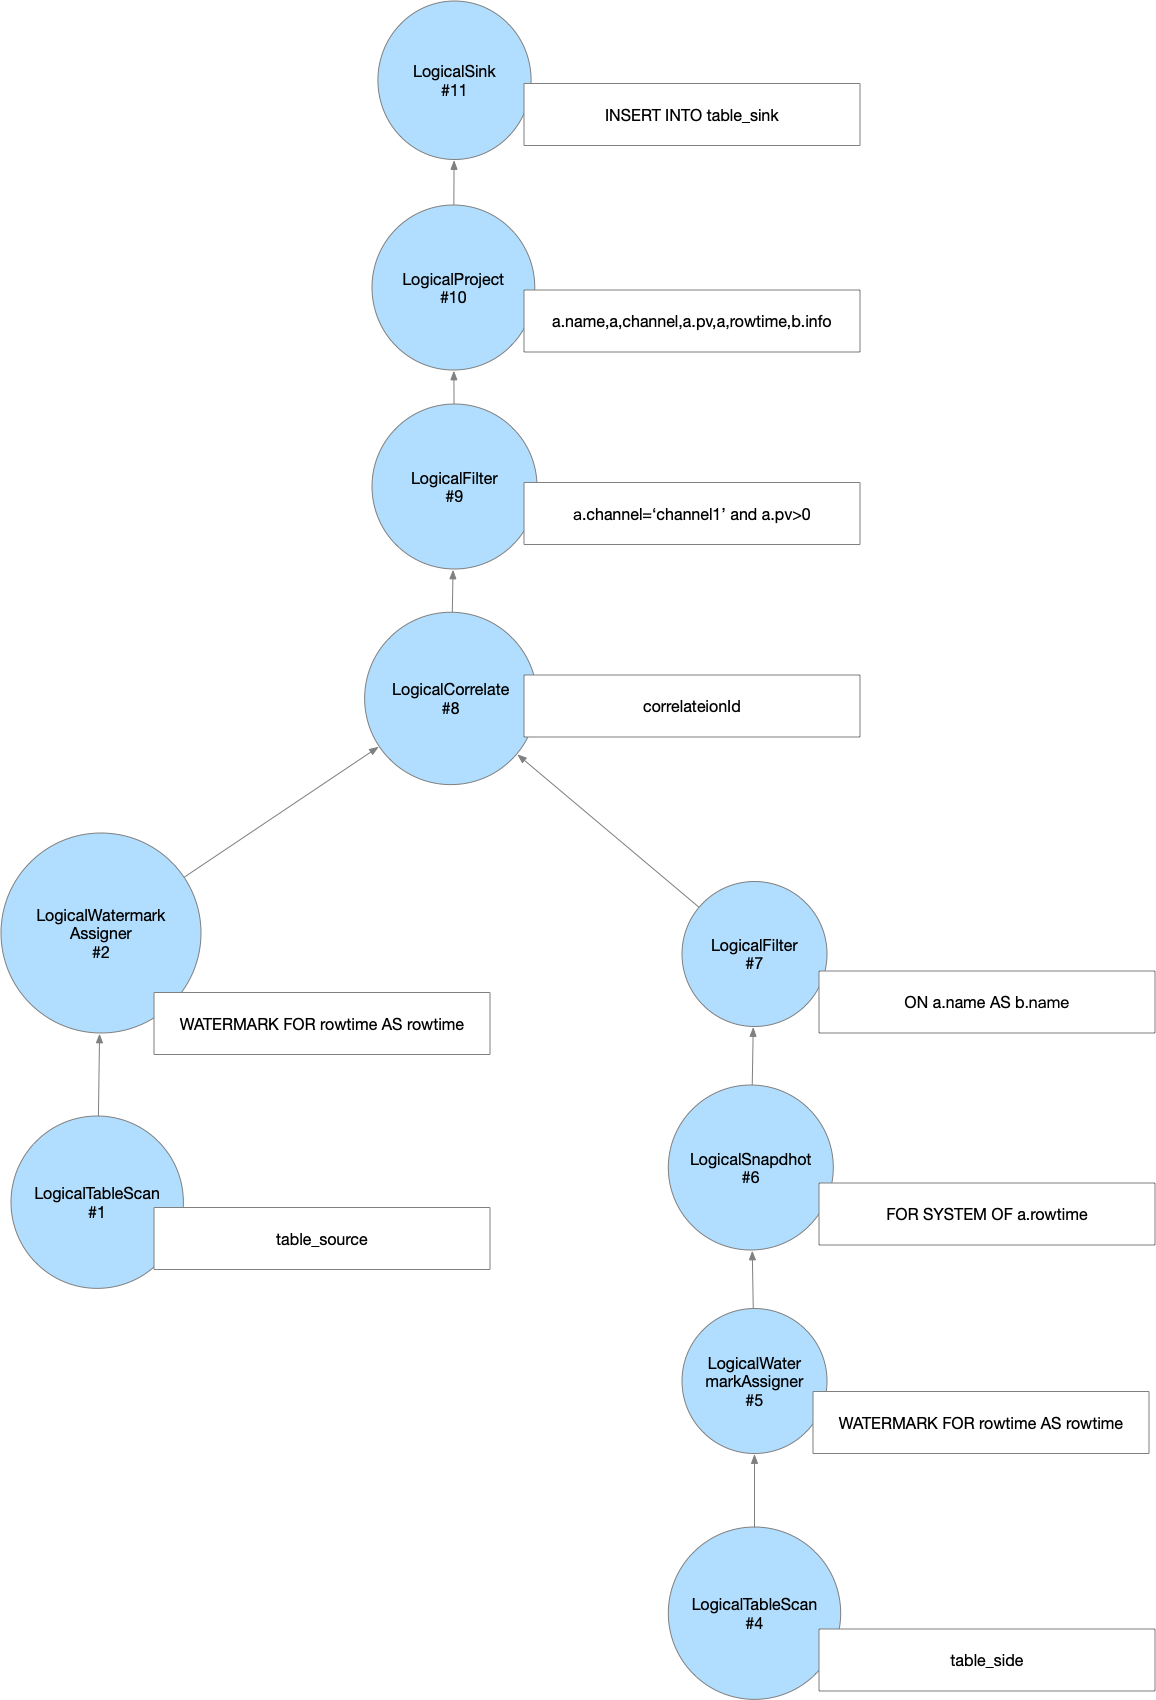 LogicalSink
#11
INSERT INTO table_sink
LogicalProject
#10
a.name,a,channel,a.pv,a,rowtime,b.info
LogicalFilter
#9
a.channel=‘channel1’ and a.pv>0
LogicalCorrelate
#8
correlateionId
LogicalWatermark
Assigner
#2
WATERMARK FOR rowtime AS rowtime
LogicalFilter
#7
ON a.name AS b.name
LogicalTableScan
#1
table_source
LogicalSnapdhot
#6
FOR SYSTEM OF a.rowtime
LogicalWater
markAssigner
#5
WATERMARK FOR rowtime AS rowtime
LogicalTableScan
#4
table_side